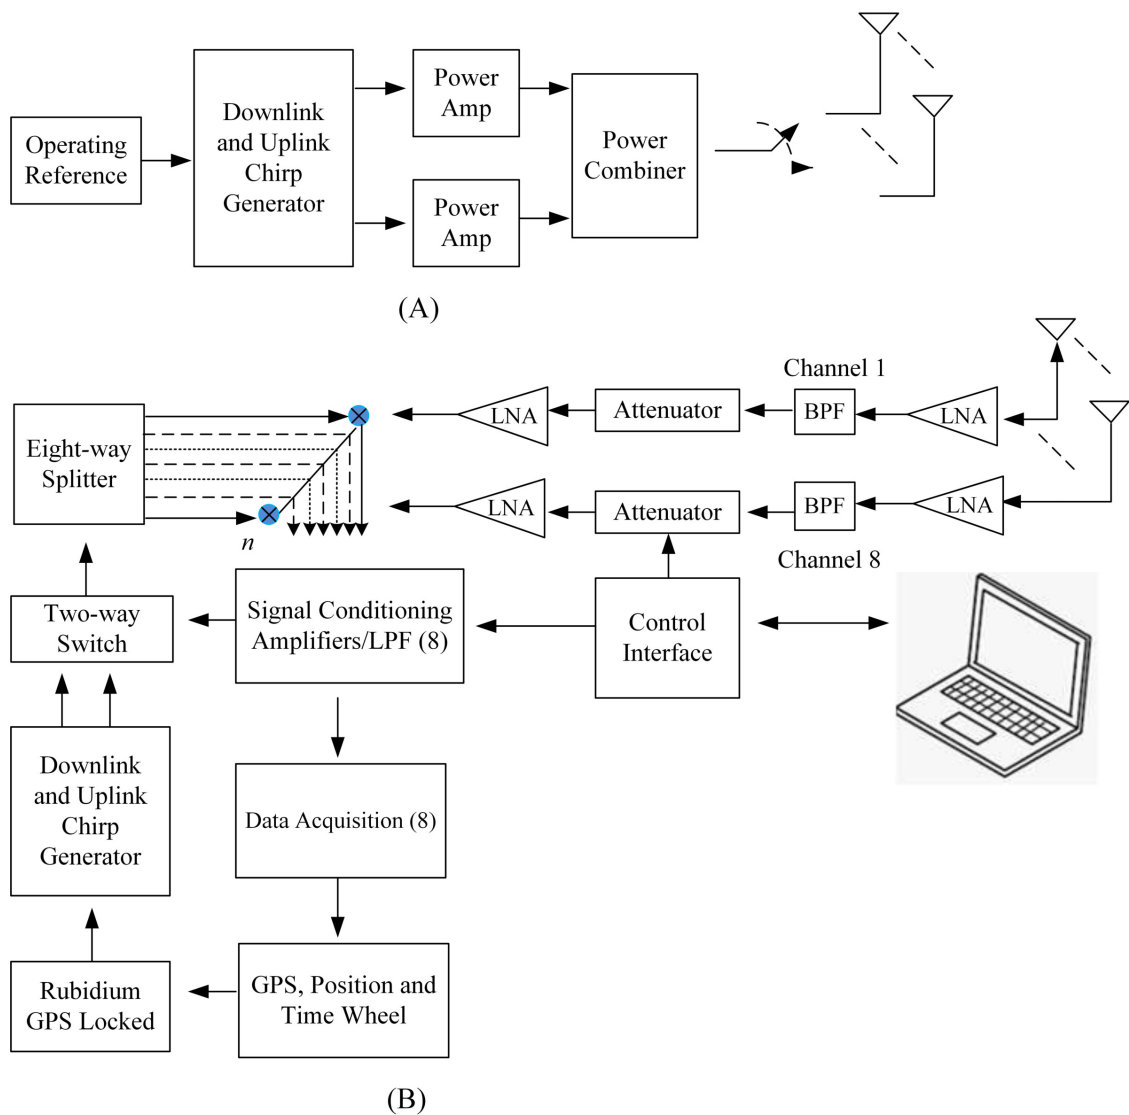 Operating
Reference
Downlink
and Uplink
Chirp
Generator
Power
Amp
Power
Amp
Power
Combiner
(A)
Eight-way
Splitter
n
LNA
Attenuator
Channel 1
BPF
LNA
LNA
Attenuator
BPF
LNA
Channel 8
Two-way
Switch
Signal Conditioning
Amplifiers/LPF (8)
Control
Interface
Downlink
and Uplink
Chirp
Generator
Data Acquisition (8)
Rubidium
GPS Locked
GPS, Position and
Time Wheel
(B)